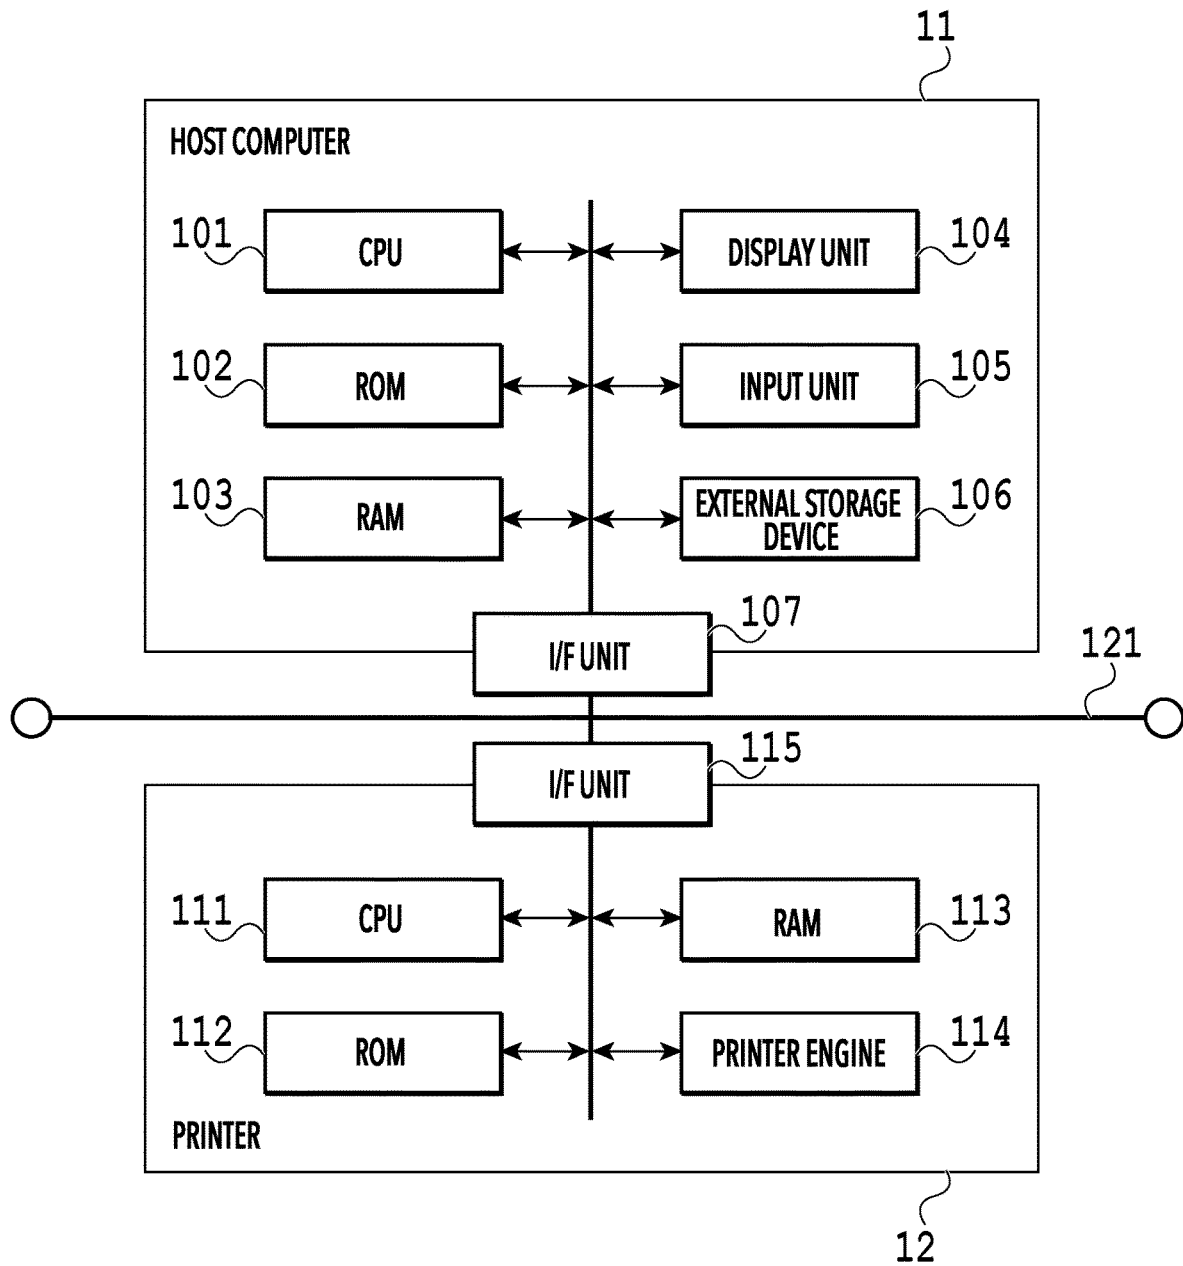 11
HOST COMPUTER
101
CPU
DISPLAY UNIT
104
102
ROM
INPUT UNIT
105
103
RAM
EXTERNAL STORAGE
DEVICE
106
I/F UNIT
107
121
I/F UNIT
115
111
CPU
RAM
113
112
ROM
PRINTER ENGINE
114
PRINTER
12